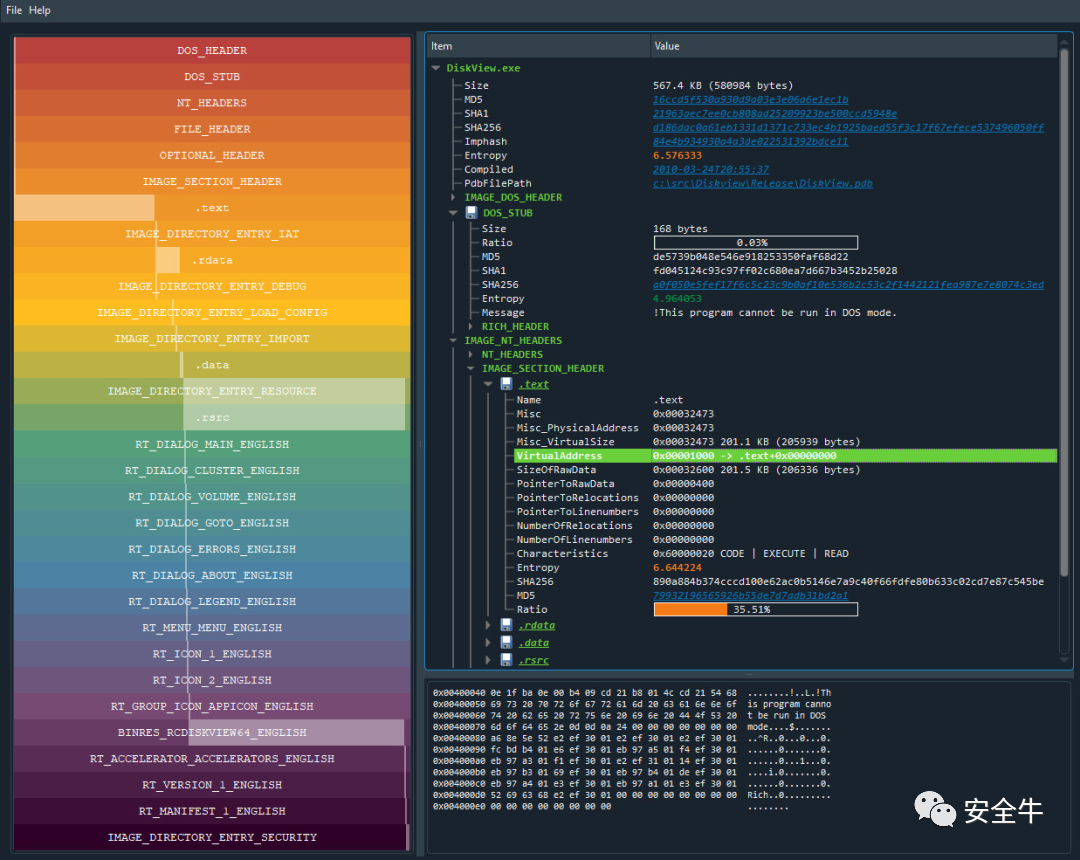 File Help
DOS_HEADER
DOS_STUB
NT_HEADERS
FILE_HEADER
OPTIONAL_HEADER
IMAGE_SECTION_HEADER
.text
IMAGE_DIRECTORY_ENTRY_IAT
.rdata
IMAGE_DIRECTORY_ENTRY_DEBUG
IMAGE_DIRECTORY_ENTRY_LOAD_CONFIG
IMAGE_DIRECTORY_ENTRY_IMPORT
.data
IMAGE_DIRECTORY_ENTRY_RESOURCE
.rsrc
RT_DIALOG_MAIN_ENGLISH
RT_DIALOG_CLUSTER_ENGLISH
RT_DIALOG_VOLUME_ENGLISH
RT_DIALOG_GOTO_ENGLISH
RT_DIALOG_ERRORS_ENGLISH
RT_DIALOG_ABOUT_ENGLISH
RT_DIALOG_LEGEND_ENGLISH
RT_MENU_MENU_ENGLISH
RT_ICON_1_ENGLISH
RT_ICON_2_ENGLISH
RT_GROUP_ICON_APPICON_ENGLISH
BINRES_RCDISKVIEW64_ENGLISH
RT_ACCELERATOR_ACCELERATORS_ENGLISH
RT_VERSION_1_ENGLISH
RT_MANIFEST_1_ENGLISH
IMAGE_DIRECTORY_ENTRY_SECURITY
Item Value
DiskView.exe
Size 567.4 KB (580984 bytes)
MD5 16ccd5f530a930d9a03e3e06a6e1ec1b
SHA1 21963aec7ee0cb808ad25209923be500ccd5948e
SHA256 d186dac0a61eb1331d1371c733ec4b1925baed55f3c17f67efece537496050ff
Imphash 84e4b934930a4a3de022531392bdce11
Entropy 6.576333
Compiled 2010-03-24T20:55:37
PdbFilePath c:\src\Diskview\Release\DiskView.pdb
IMAGE_DOS_HEADER
DOS_STUB
Size 168 bytes
Ratio 0.03%
MD5 de5739b048e546e918253350faf68d22
SHA1 fd045124c93c97ff02c680ea7d667b3452b25028
SHA256 a0f050e5fef17f6c5c23c9b0af10e536b2c53c2f1442121fea987e7e8074c3ed
Entropy 4.964053
Message !This program cannot be run in DOS mode.
RICH_HEADER
IMAGE_NT_HEADERS
NT_HEADERS
IMAGE_SECTION_HEADER
.text
Name .text
Misc 0x00032473
Misc_PhysicalAddress 0x00032473
Misc_VirtualSize 0x00032473 201.1 KB (205939 bytes)
VirtualAddress 0x00001000 -> .text+0x00000000
SizeOfRawData 0x00032600 201.5 KB (206336 bytes)
PointerToRawData 0x00000400
PointerToRelocations 0x00000000
PointerToLinenumbers 0x00000000
NumberOfRelocations 0x00000000
NumberOfLinenumbers 0x00000000
Characteristics 0x60000020 CODE | EXECUTE | READ
Entropy 6.644224
SHA256 890a884b374cccd100e62ac0b5146e7a9c40f66fdfe80b633c02cd7e87c545be
MD5 79932196565926b55de7d7adb31bd2a1
Ratio 35.51%
.rdata
.data
.rsrc
0x00400040 0e 1f ba 0e 00 b4 09 cd 21 b8 01 4c cd 21 54 68 ........!..L.!Th
0x00400050 69 73 20 70 72 6f 67 72 61 6d 20 63 61 6e 6e 6f is program canno
0x00400060 74 20 62 65 20 72 75 6e 20 69 6e 20 44 4f 53 20 t be run in DOS
0x00400070 6d 6f 64 65 2e 0d 0d 0a 24 00 00 00 00 00 00 00 mode....$.......
0x00400080 a6 8e 5e 52 e2 ef 30 01 e2 ef 30 01 e2 ef 30 01 ..^R..0...0...0.
0x00400090 fc bd b4 01 e6 ef 30 01 eb 97 a5 01 f4 ef 30 01 ......0.......0.
0x004000a0 eb 97 a3 01 f1 ef 30 01 e2 ef 31 01 14 ef 30 01 ......0...1...0.
0x004000b0 eb 97 b3 01 69 ef 30 01 eb 97 b4 01 de ef 30 01 ....i.0.......0.
0x004000c0 eb 97 a4 01 e3 ef 30 01 eb 97 a1 01 e3 ef 30 01 ......0.......0.
0x004000d0 52 69 63 68 e2 ef 30 01 00 00 00 00 00 00 00 00 Rich..0.........
0x004000e0 00 00 00 00 00 00 00 00 ........
安全牛